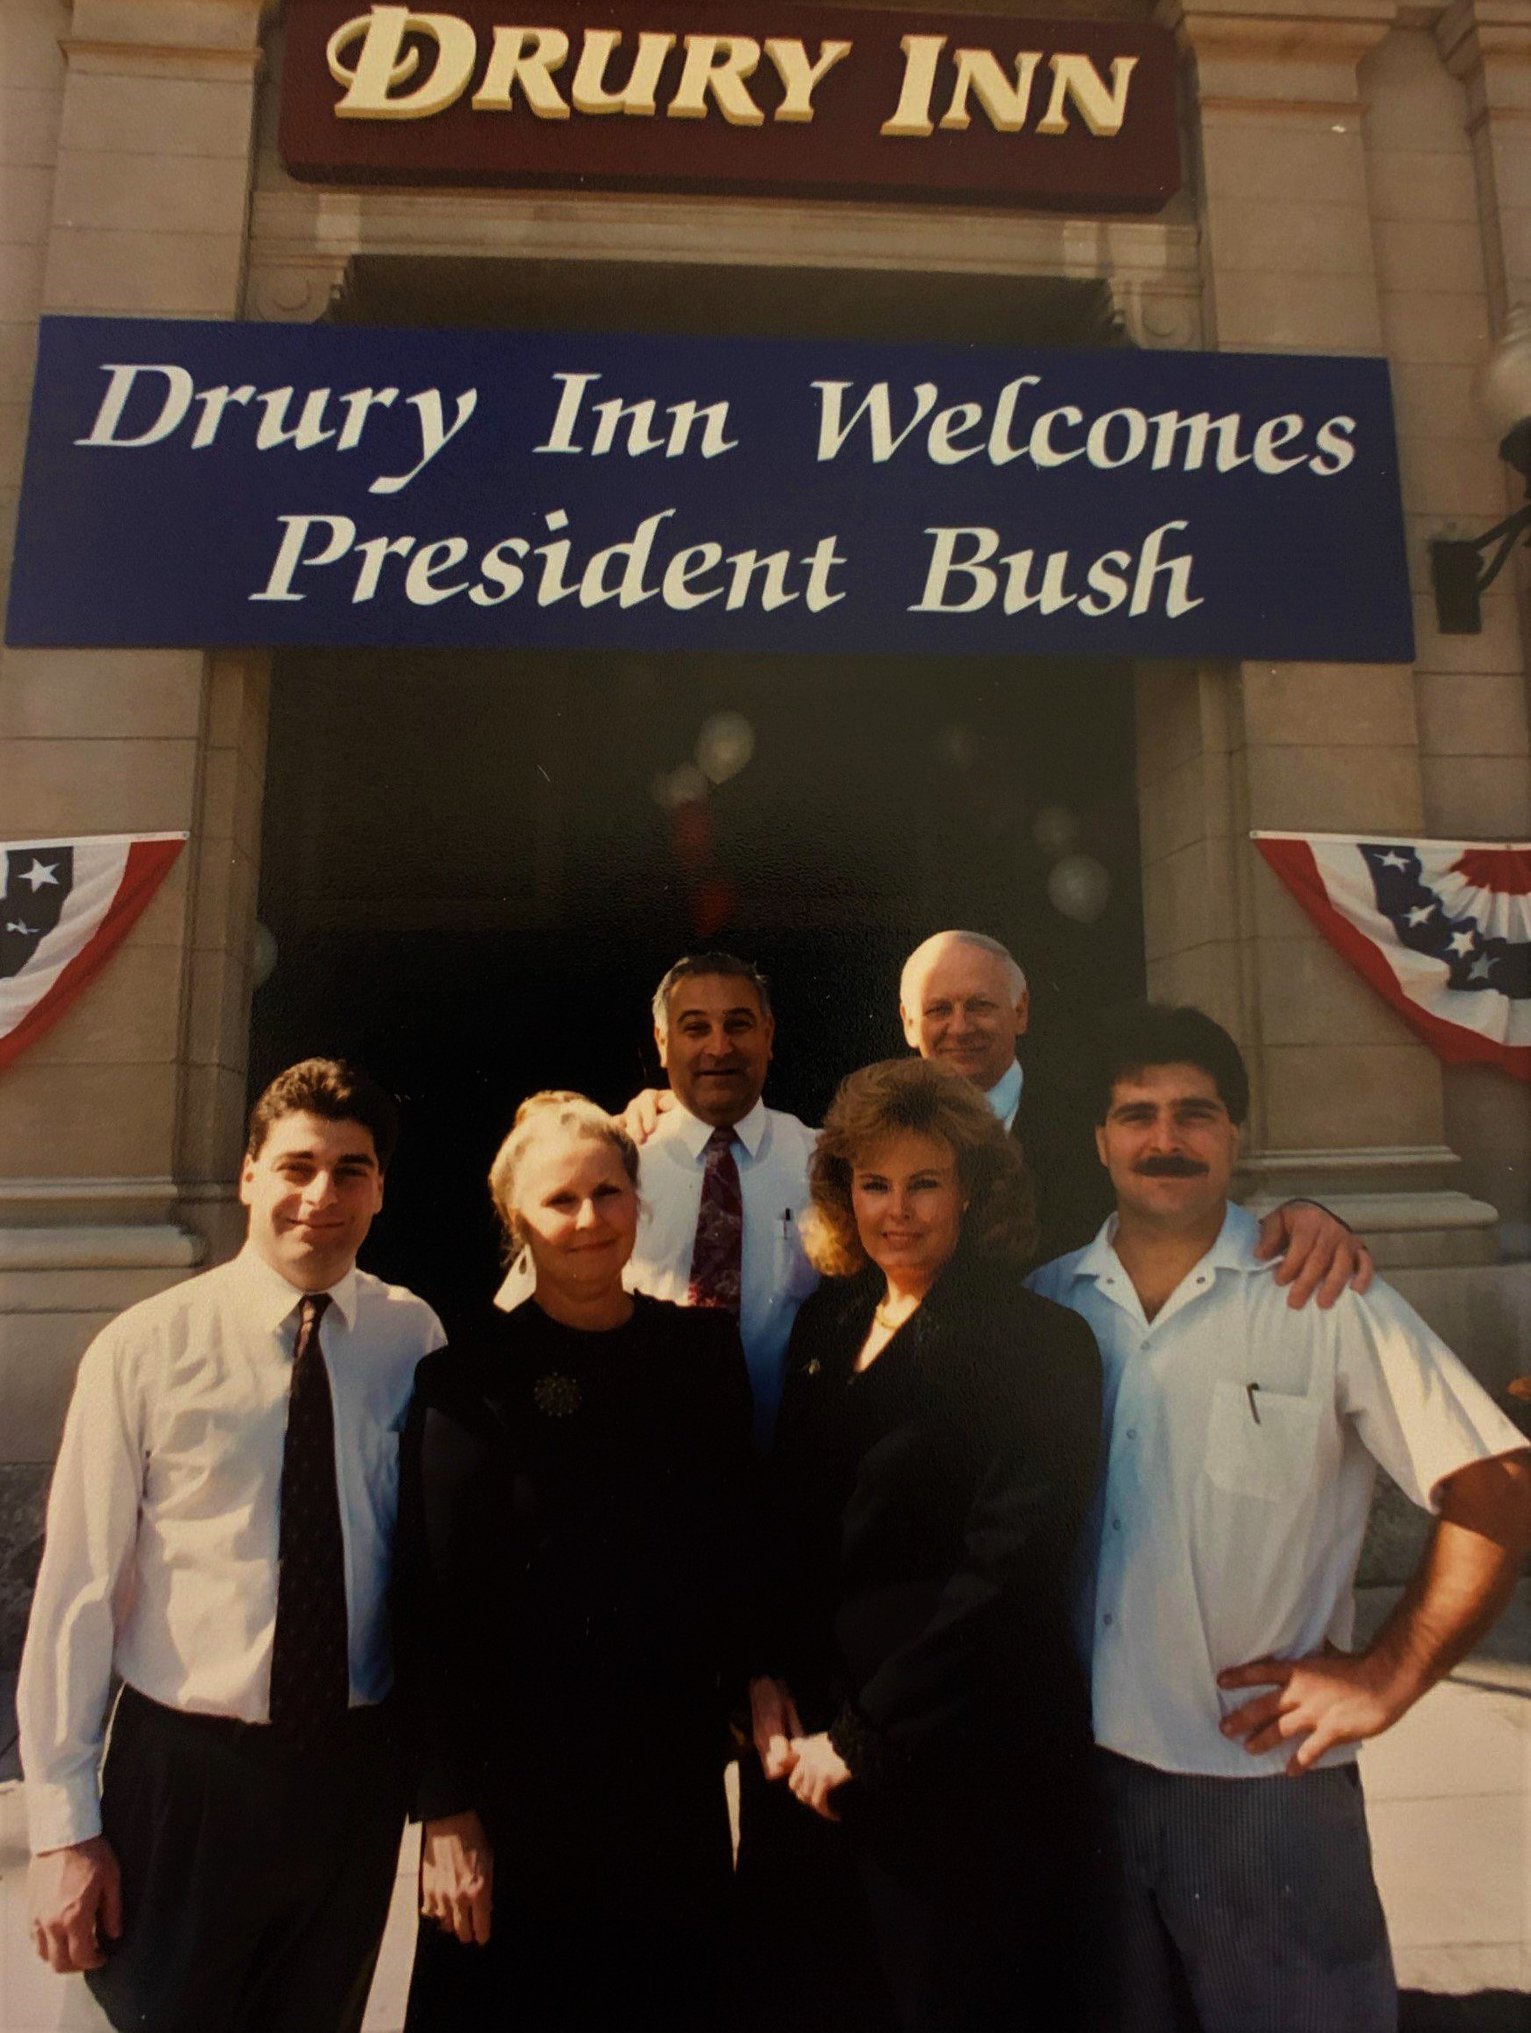 DRURY INN
Drury Inn Welcomes
President Bush